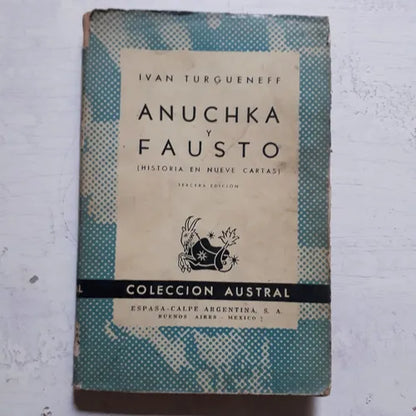 IVAN TURGUENEFF
ANUCHKA
Y
FAUSTO
(HISTORIA EN NUEVE CARTAS)
TERCERA EDICIÓN
L COLECCION AUSTRAL
ESPASA-CALPE ARGENTINA, S. A.
BUENOS AIRES - MEXICO